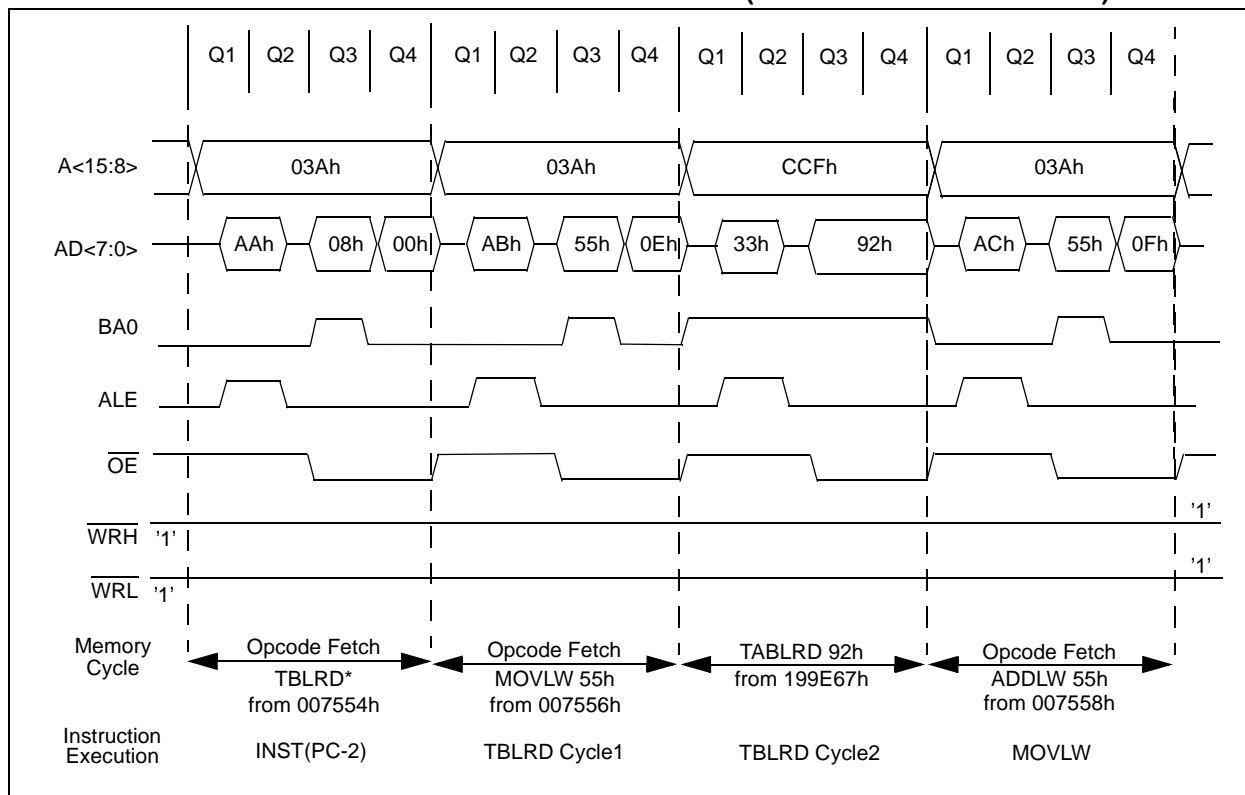 Q1 Q2 Q3 Q4 Q1 Q2 Q3 Q4 Q1 Q2 Q3 Q4 Q1 Q2 Q3 Q4
A<15:8> 03Ah 03Ah CCFh 03Ah
AD<7:0> AAh 08h 00h ABh 55h 0Eh 33h 92h ACh 55h 0Fh
BA0
ALE
OE
'1'
WRH '1'
'1'
WRL '1'
Memory Cycle
Opcode Fetch
TBLRD*
from 007554h
Opcode Fetch
MOVLW 55h
from 007556h
TABLRD 92h
from 199E67h
Opcode Fetch
ADDLW 55h
from 007558h
Instruction Execution
INST(PC-2) TBLRD Cycle1 TBLRD Cycle2 MOVLW